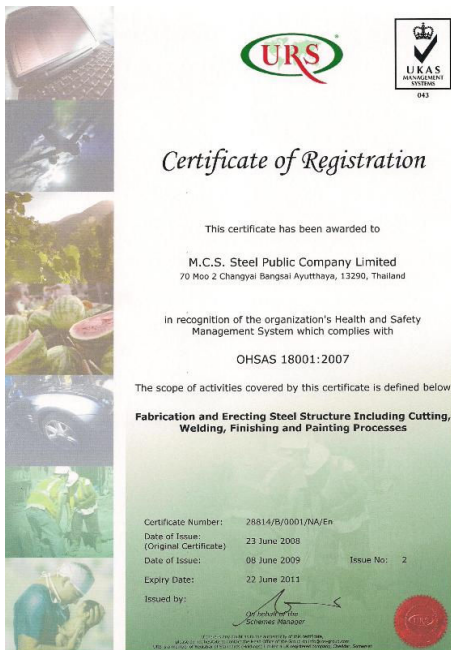 URS
®
UKAS
MANAGEMENT
SYSTEMS
043
Certificate of Registration
This certificate has been awarded to
M.C.S. Steel Public Company Limited
70 Moo 2 Changyai Bangsai Ayutthaya, 13290, Thailand
in recognition of the organization's Health and Safety
Management System which complies with
OHSAS 18001:2007
The scope of activities covered by this certificate is defined below
Fabrication and Erecting Steel Structure Including Cutting,
Welding, Finishing and Painting Processes
Certificate Number: 28814/B/0001/NA/En
Date of Issue:
(Original Certificate) 23 June 2008
Date of Issue: 08 June 2009 Issue No: 2
Expiry Date: 22 June 2011
Issued by:
On behalf of the
Schemes Manager
URS